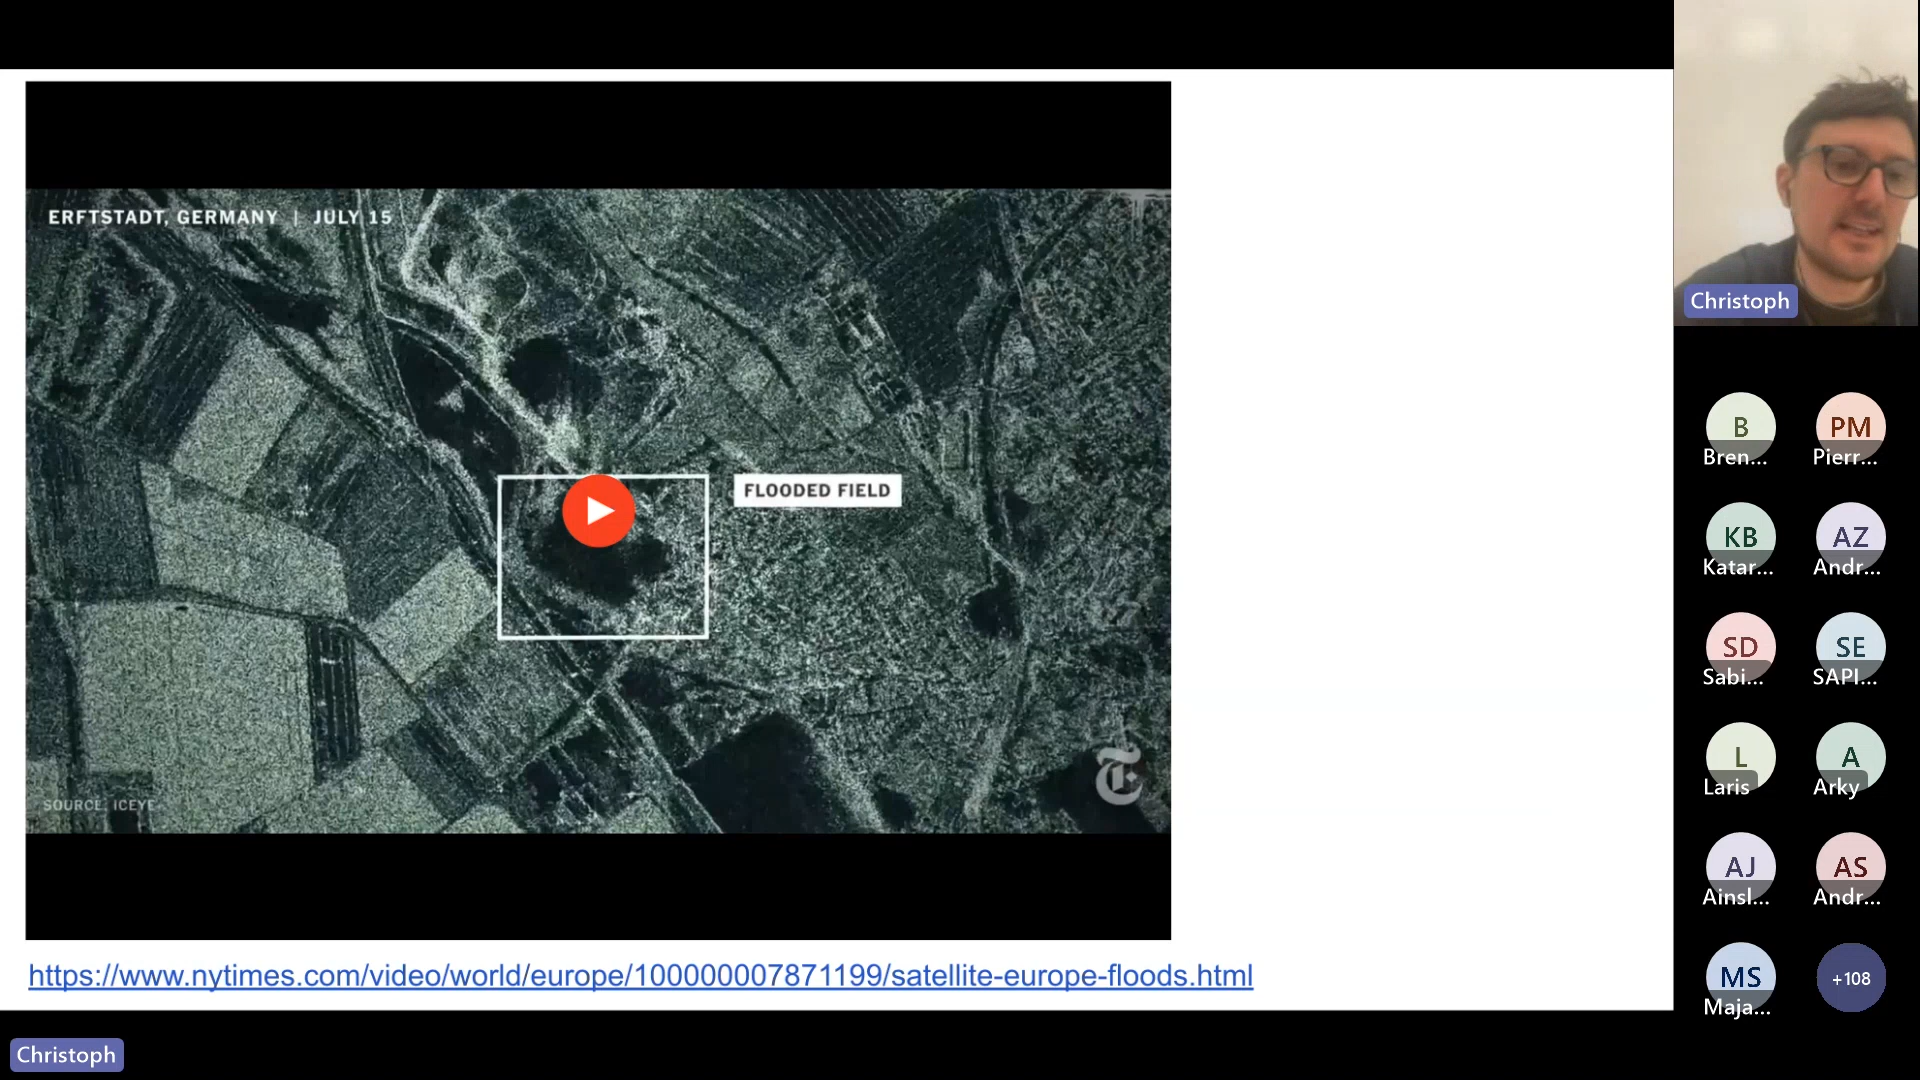 ERFTSTADT, GERMANY | JULY 15
FLOODED FIELD
SOURCE: ICEYE
https://www.nytimes.com/video/world/europe/100000007871199/satellite-europe-floods.html
Christoph
Christoph
B
Bren...
PM
Pierr...
KB
Katar...
AZ
Andr...
SD
Sabi...
SE
SAPI...
L
Laris
A
Arky
AJ
Ainsl...
AS
Andr...
MS
Maja...
+108